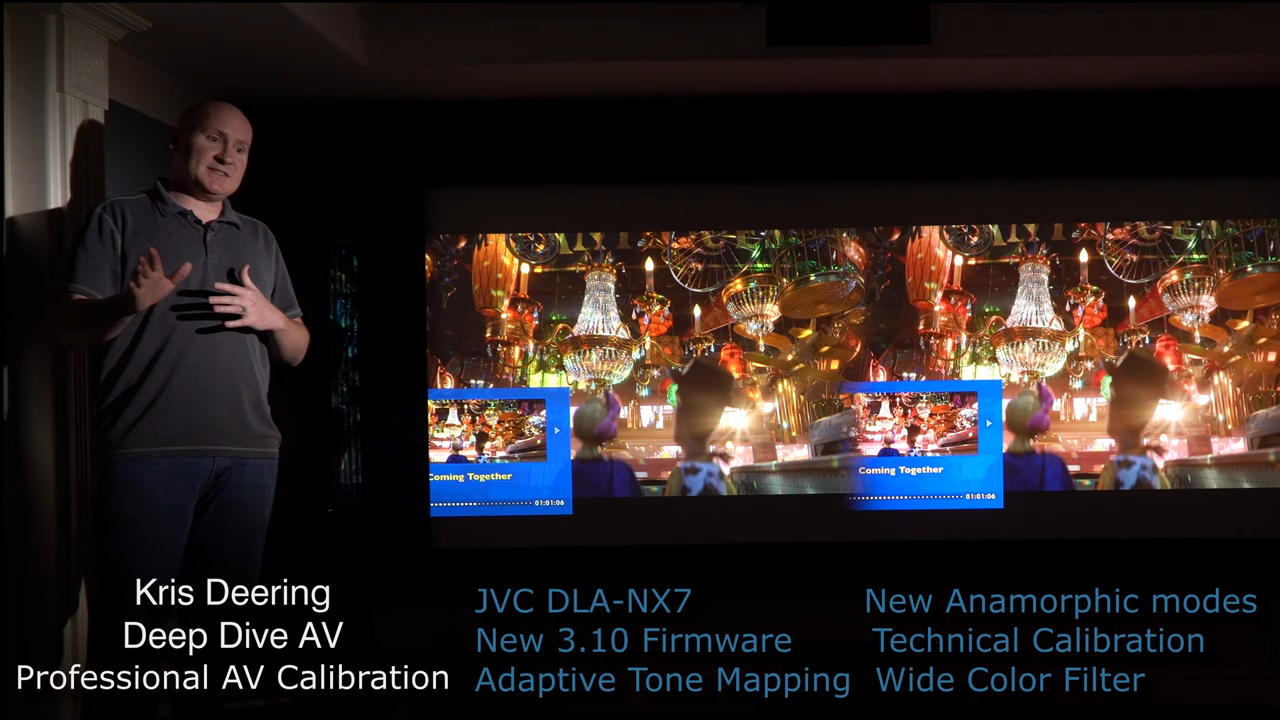 Coming Together
01:01:06
Coming Together
01:01:06
Kris Deering
Deep Dive AV
Professional AV Calibration
JVC DLA-NX7
New 3.10 Firmware
Adaptive Tone Mapping
New Anamorphic modes
Technical Calibration
Wide Color Filter